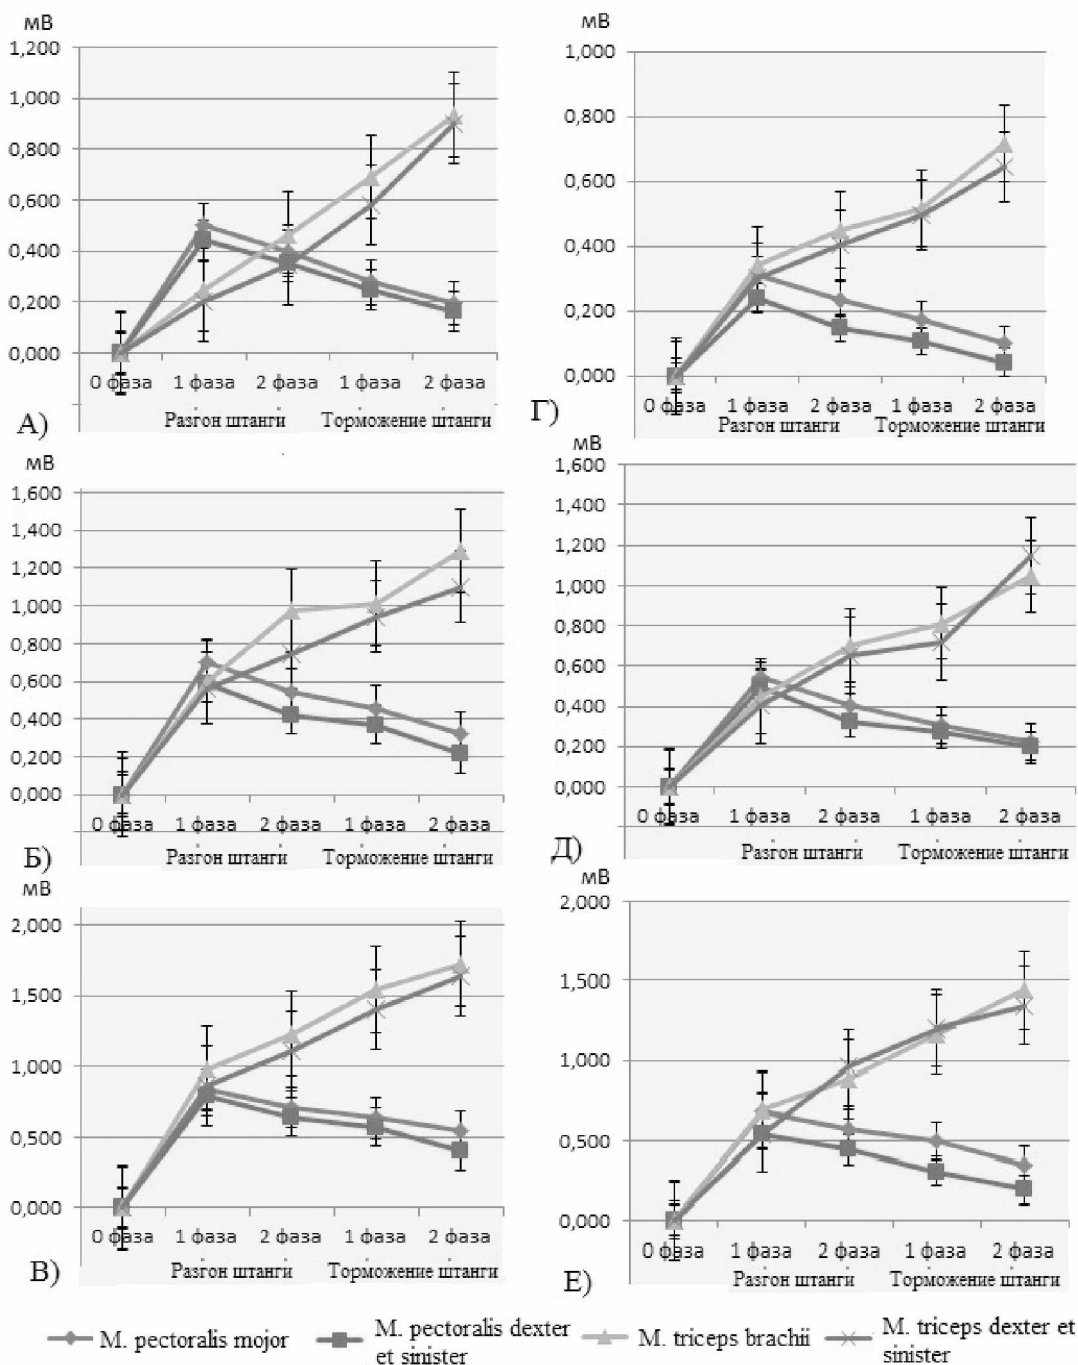 мВ
1,200
1,000
0,800
0,600
0,400
0,200
0,000
0 фаза 1 фаза 2 фаза 1 фаза 2 фаза
Разгон штанги Торможение штанги
А)
мВ
1,000
0,800
0,600
0,400
0,200
0,000
0 фаза 1 фаза 2 фаза 1 фаза 2 фаза
Разгон штанги Торможение штанги
Г)
мВ
1,600
1,400
1,200
1,000
0,800
0,600
0,400
0,200
0,000
0 фаза 1 фаза 2 фаза 1 фаза 2 фаза
Разгон штанги Торможение штанги
Б)
мВ
1,600
1,400
1,200
1,000
0,800
0,600
0,400
0,200
0,000
0 фаза 1 фаза 2 фаза 1 фаза 2 фаза
Разгон штанги Торможение штанги
Д)
мВ
2,000
1,500
1,000
0,500
0,000
0 фаза 1 фаза 2 фаза 1 фаза 2 фаза
Разгон штанги Торможение штанги
В)
мВ
2,000
1,500
1,000
0,500
0,000
0 фаза 1 фаза 2 фаза 1 фаза 2 фаза
Разгон штанги Торможение штанги
Е)
M. pectoralis mojor
M. pectoralis dexter
et sinister
M. triceps brachii
M. triceps dexter et
sinister